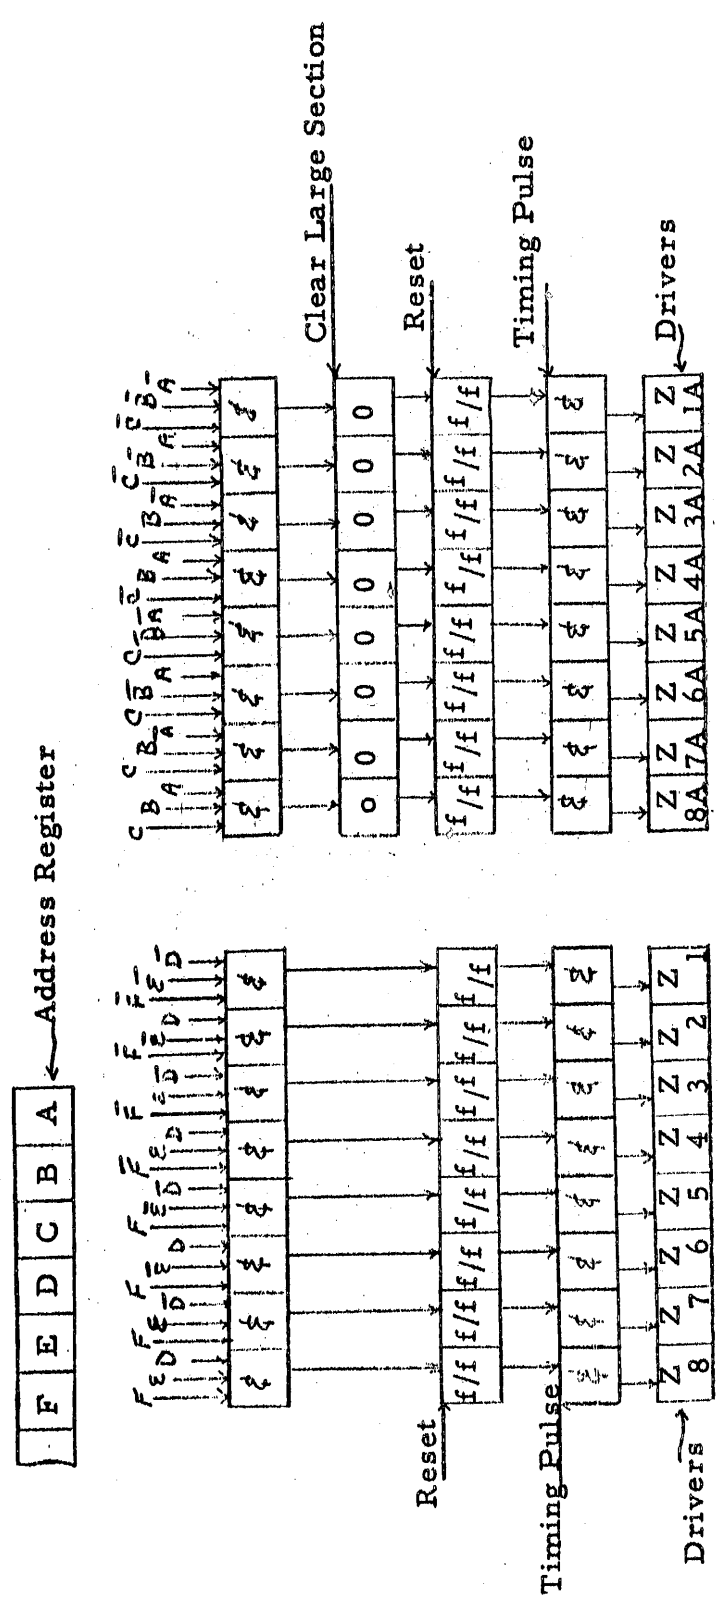 F E D C B A Address Register
F E D F E D̅ F E̅ D F E̅ D̅ F̅ E D F̅ E D̅ F̅ E̅ D F̅ E̅ D̅ C B A C B A̅ C B̅ A C B̅ A̅ C̅ B A C̅ B A̅ C̅ B̅ A C̅ B̅ A̅
& & & & & & & & & & & & & & & &
Clear Large Section
O O O O O O O O
Reset Reset
f/f f/f f/f f/f f/f f/f f/f f/f f/f f/f f/f f/f f/f f/f f/f f/f
Timing Pulse Timing Pulse
& & & & & & & & & & & & & & & &
Drivers Z Z Z Z Z Z Z Z Z Z Z Z Z Z Z Z Drivers
8 7 6 5 4 3 2 1 8A 7A 6A 5A 4A 3A 2A 1A